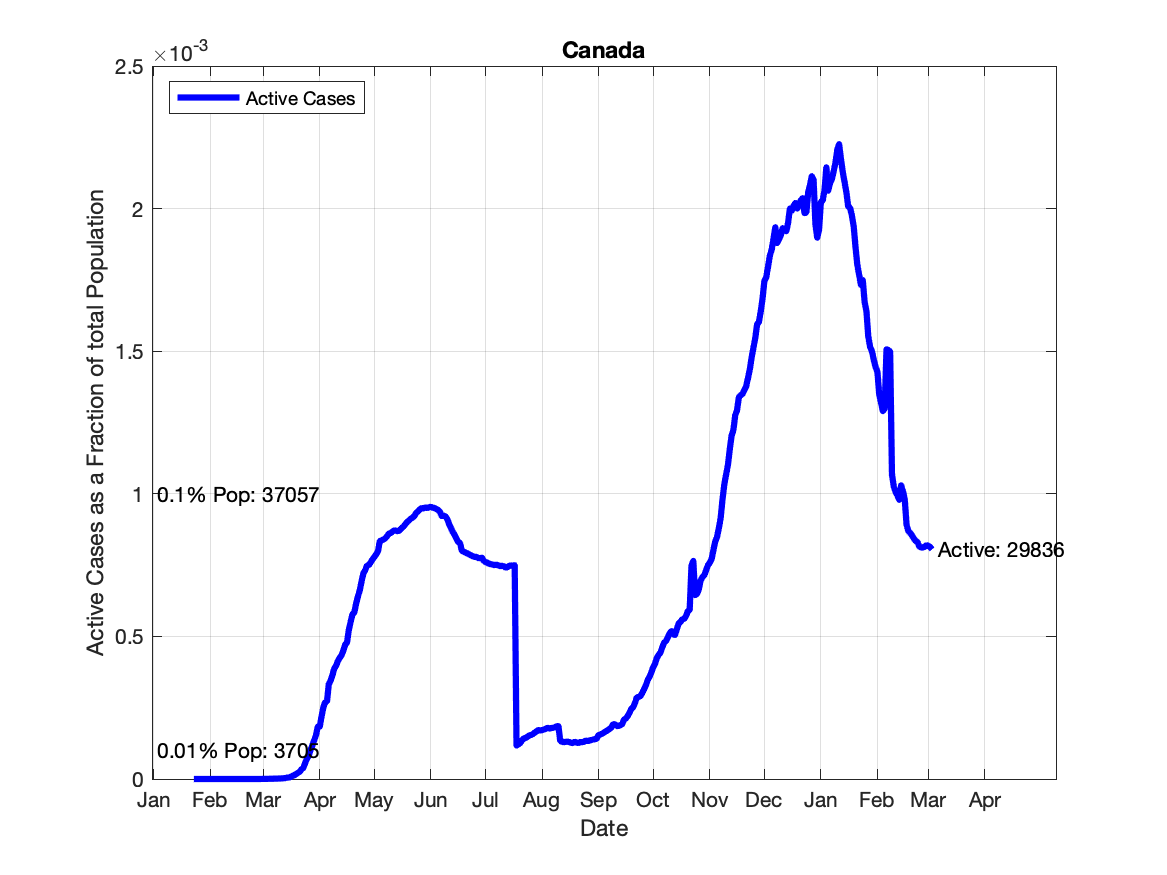 Canada
×10-3
2.5
2
1.5
1
0.5
0
Active Cases
0.1% Pop: 37057
0.01% Pop: 3705
Active: 29836
Active Cases as a Fraction of total Population
Jan Feb Mar Apr May Jun Jul Aug Sep Oct Nov Dec Jan Feb Mar Apr
Date